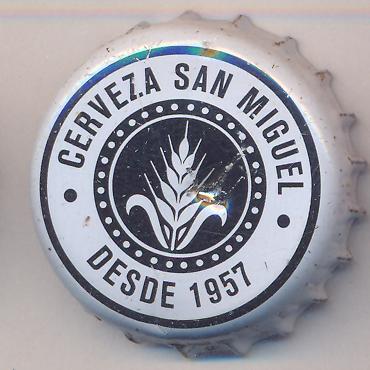 CERVEZA SAN MIGUEL
DESDE 1957